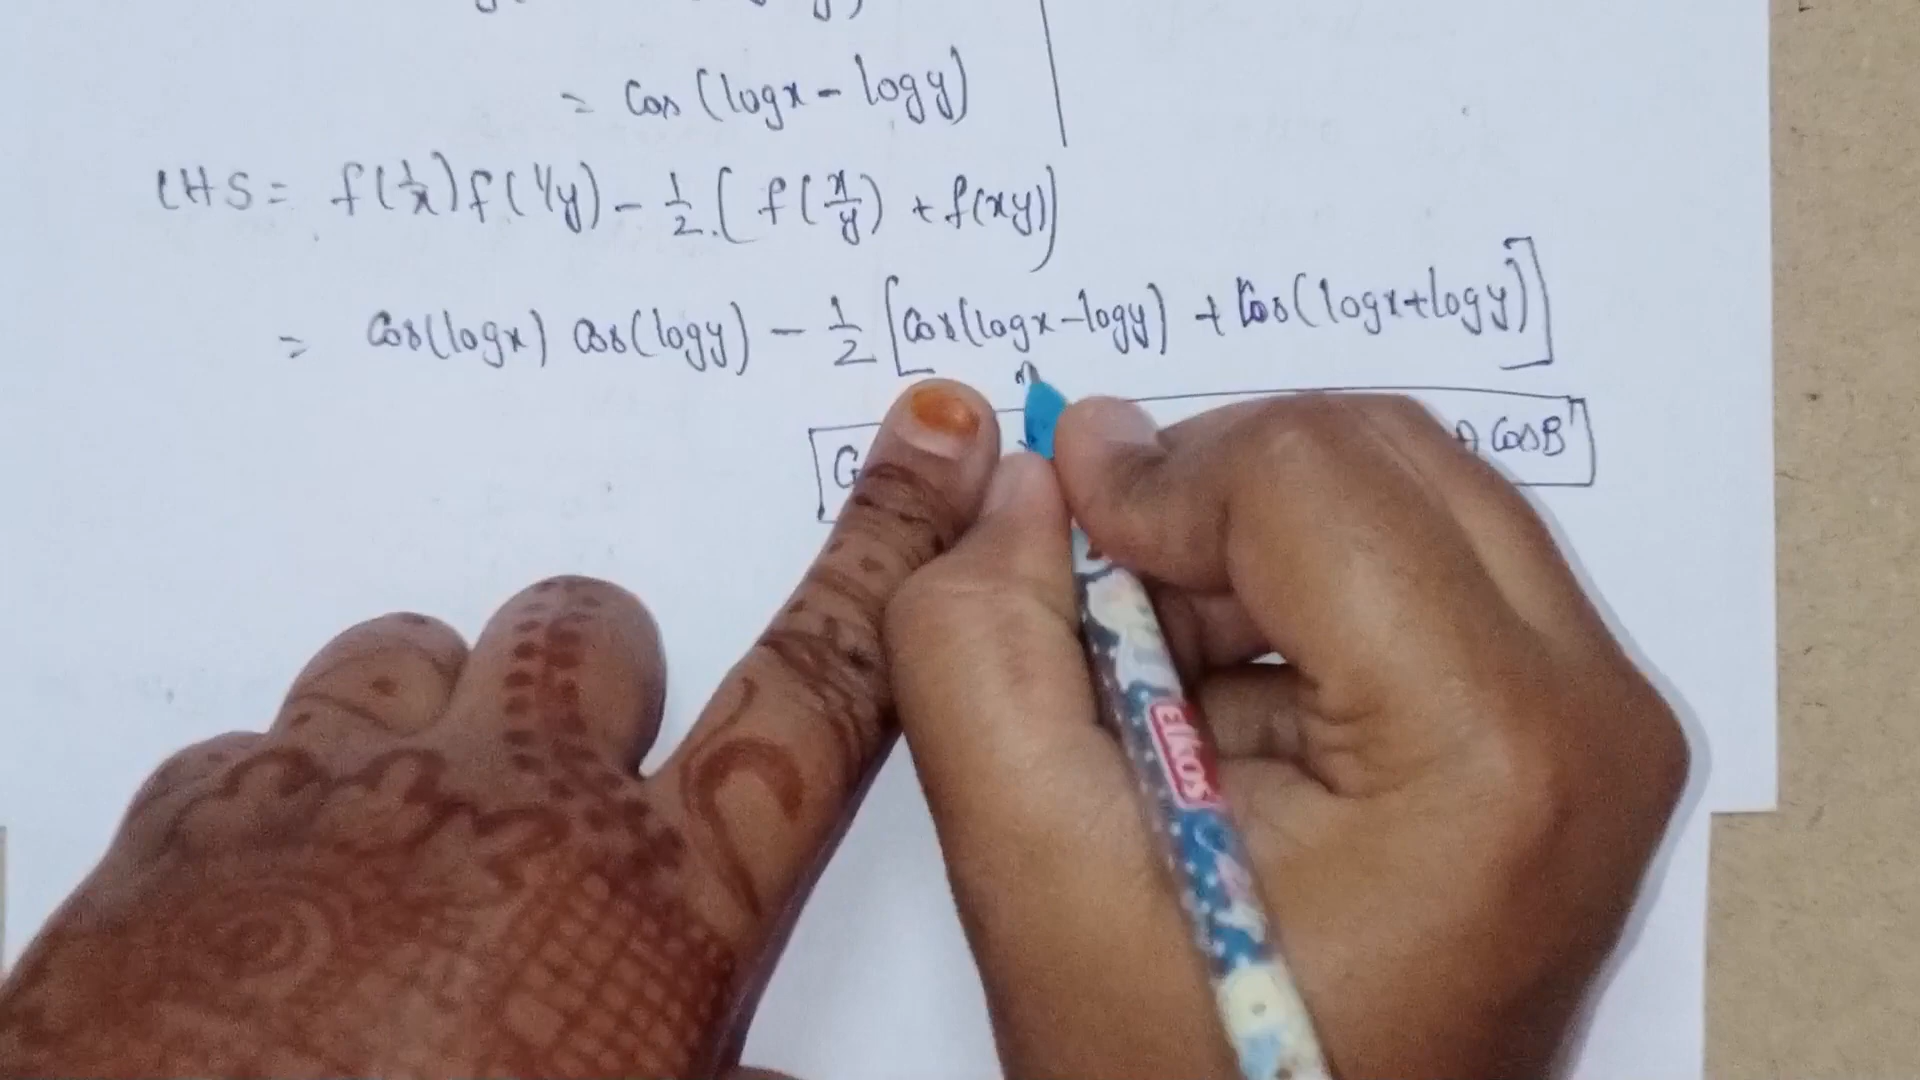 = Cos (logx - logy)
LHS = f(1/x) f(1/y) - 1/2 ( f(x/y) + f(xy))
= Cos(logx) Cos(logy) - 1/2 [Cos(logx-logy) + Cos(logx+logy)]
A CosB
ELKOS